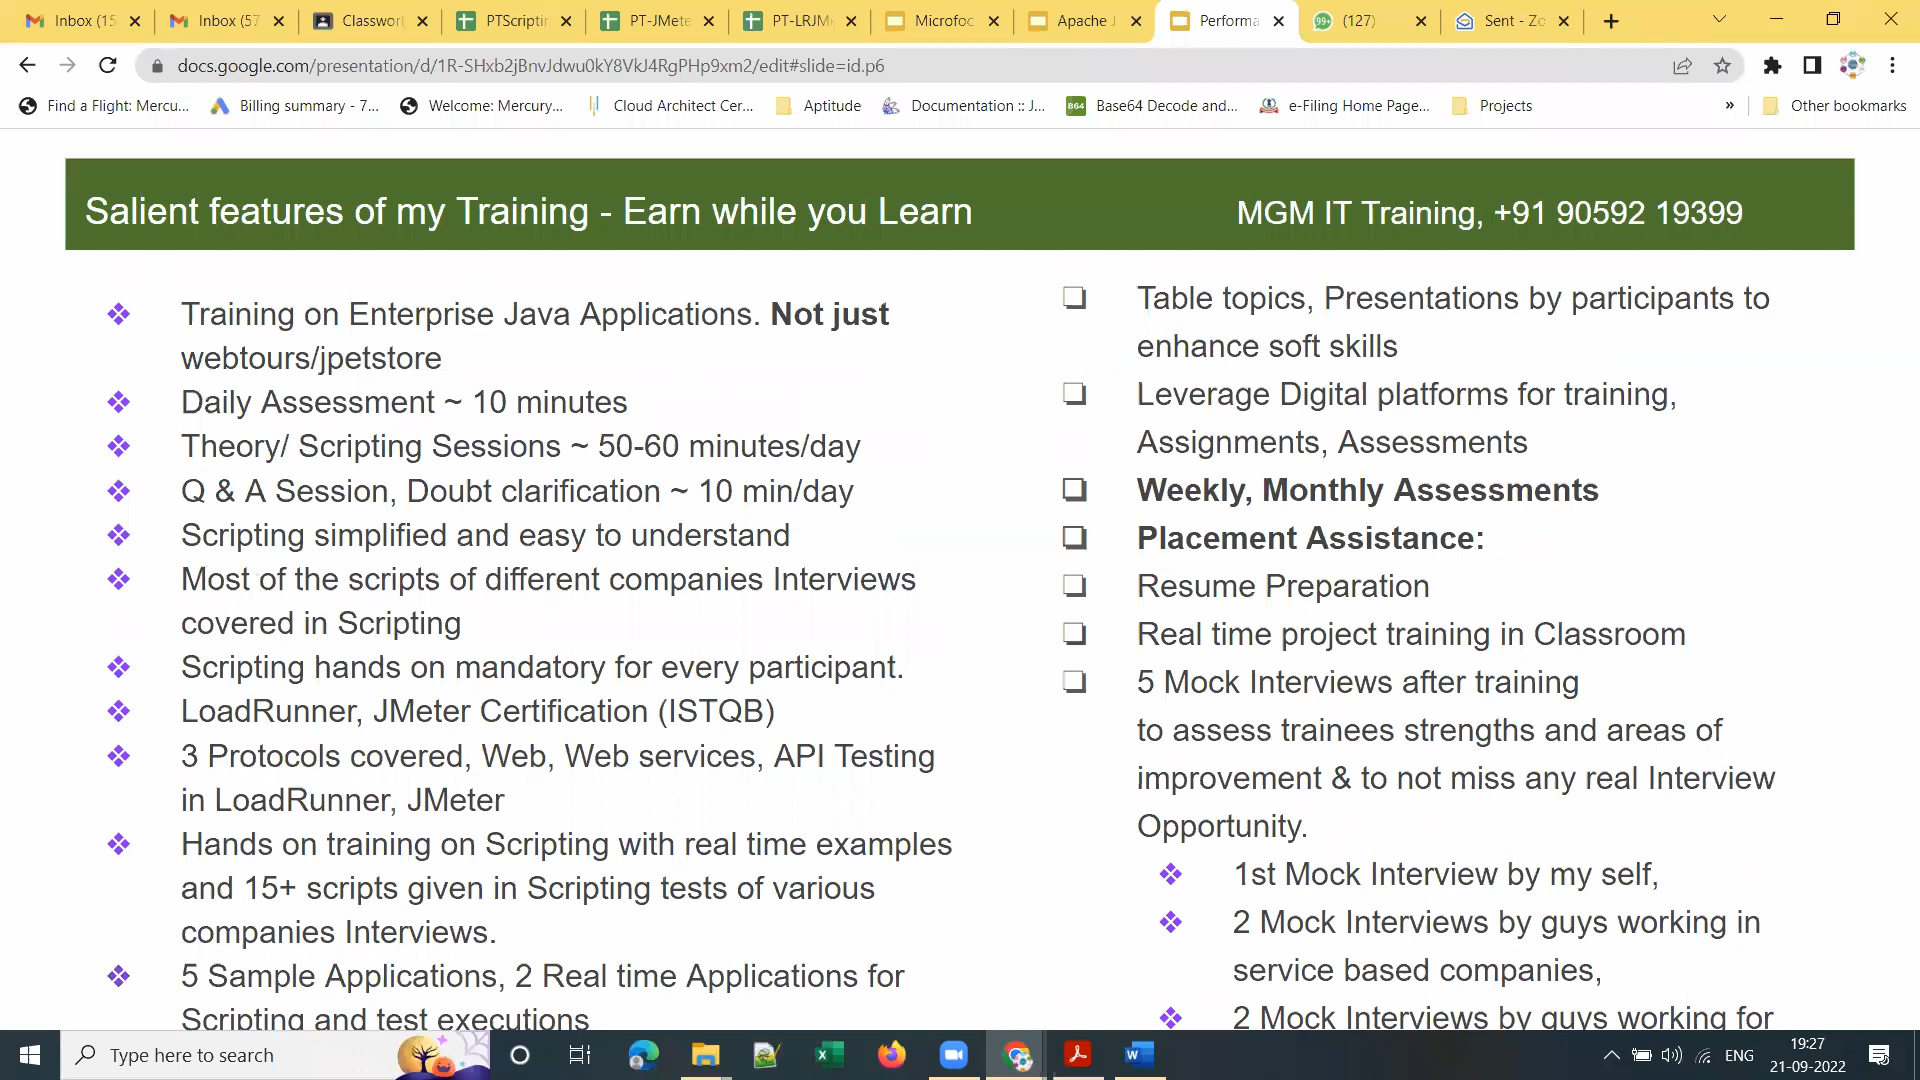 Inbox (15
Inbox (57
Classwor
PTScripti
PT-JMete
PT-LRJM
Microfoc
Apache J
Performa
99+
(127)
Sent - Zo
docs.google.com/presentation/d/1R-SHxb2jBnvJdwu0kY8VkJ4RgPHp9xm2/edit#slide=id.p6
Find a Flight: Mercu...
Billing summary - 7...
Welcome: Mercury...
Cloud Architect Cer...
Aptitude
Documentation :: J...
B64
Base64 Decode and...
e-Filing Home Page...
Projects
»
Other bookmarks
Salient features of my Training - Earn while you Learn
MGM IT Training, +91 90592 19399
Training on Enterprise Java Applications. Not just
webtours/jpetstore
Daily Assessment ~ 10 minutes
Theory/ Scripting Sessions ~ 50-60 minutes/day
Q & A Session, Doubt clarification ~ 10 min/day
Scripting simplified and easy to understand
Most of the scripts of different companies Interviews
covered in Scripting
Scripting hands on mandatory for every participant.
LoadRunner, JMeter Certification (ISTQB)
3 Protocols covered, Web, Web services, API Testing
in LoadRunner, JMeter
Hands on training on Scripting with real time examples
and 15+ scripts given in Scripting tests of various
companies Interviews.
5 Sample Applications, 2 Real time Applications for
Scripting and test executions
Table topics, Presentations by participants to
enhance soft skills
Leverage Digital platforms for training,
Assignments, Assessments
Weekly, Monthly Assessments
Placement Assistance:
Resume Preparation
Real time project training in Classroom
5 Mock Interviews after training
to assess trainees strengths and areas of
improvement & to not miss any real Interview
Opportunity.
1st Mock Interview by my self,
2 Mock Interviews by guys working in
service based companies,
2 Mock Interviews by guys working for
Type here to search
ENG
19:27
21-09-2022